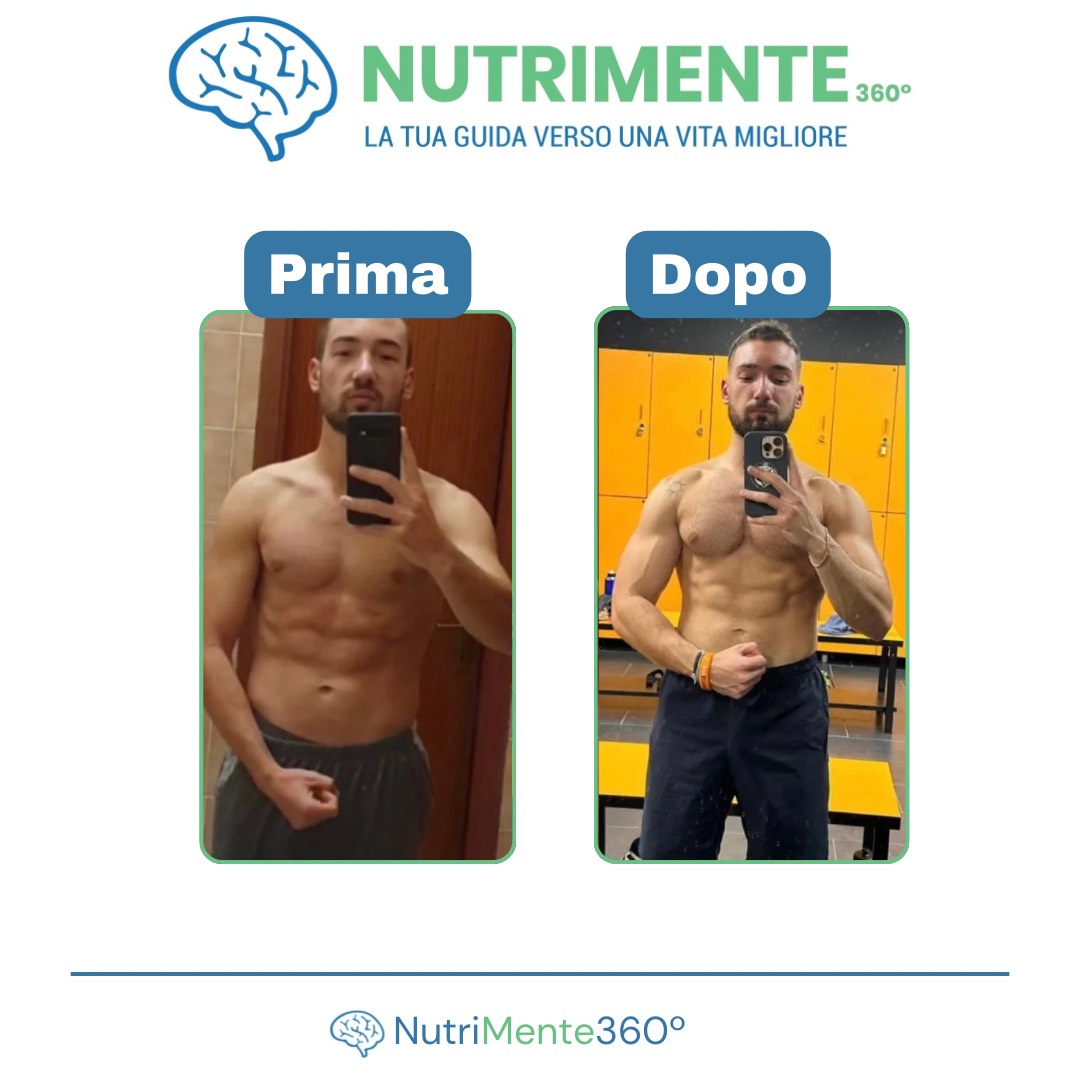 NUTRIMENTE 360°
LA TUA GUIDA VERSO UNA VITA MIGLIORE
Prima
Dopo
NutriMente360°